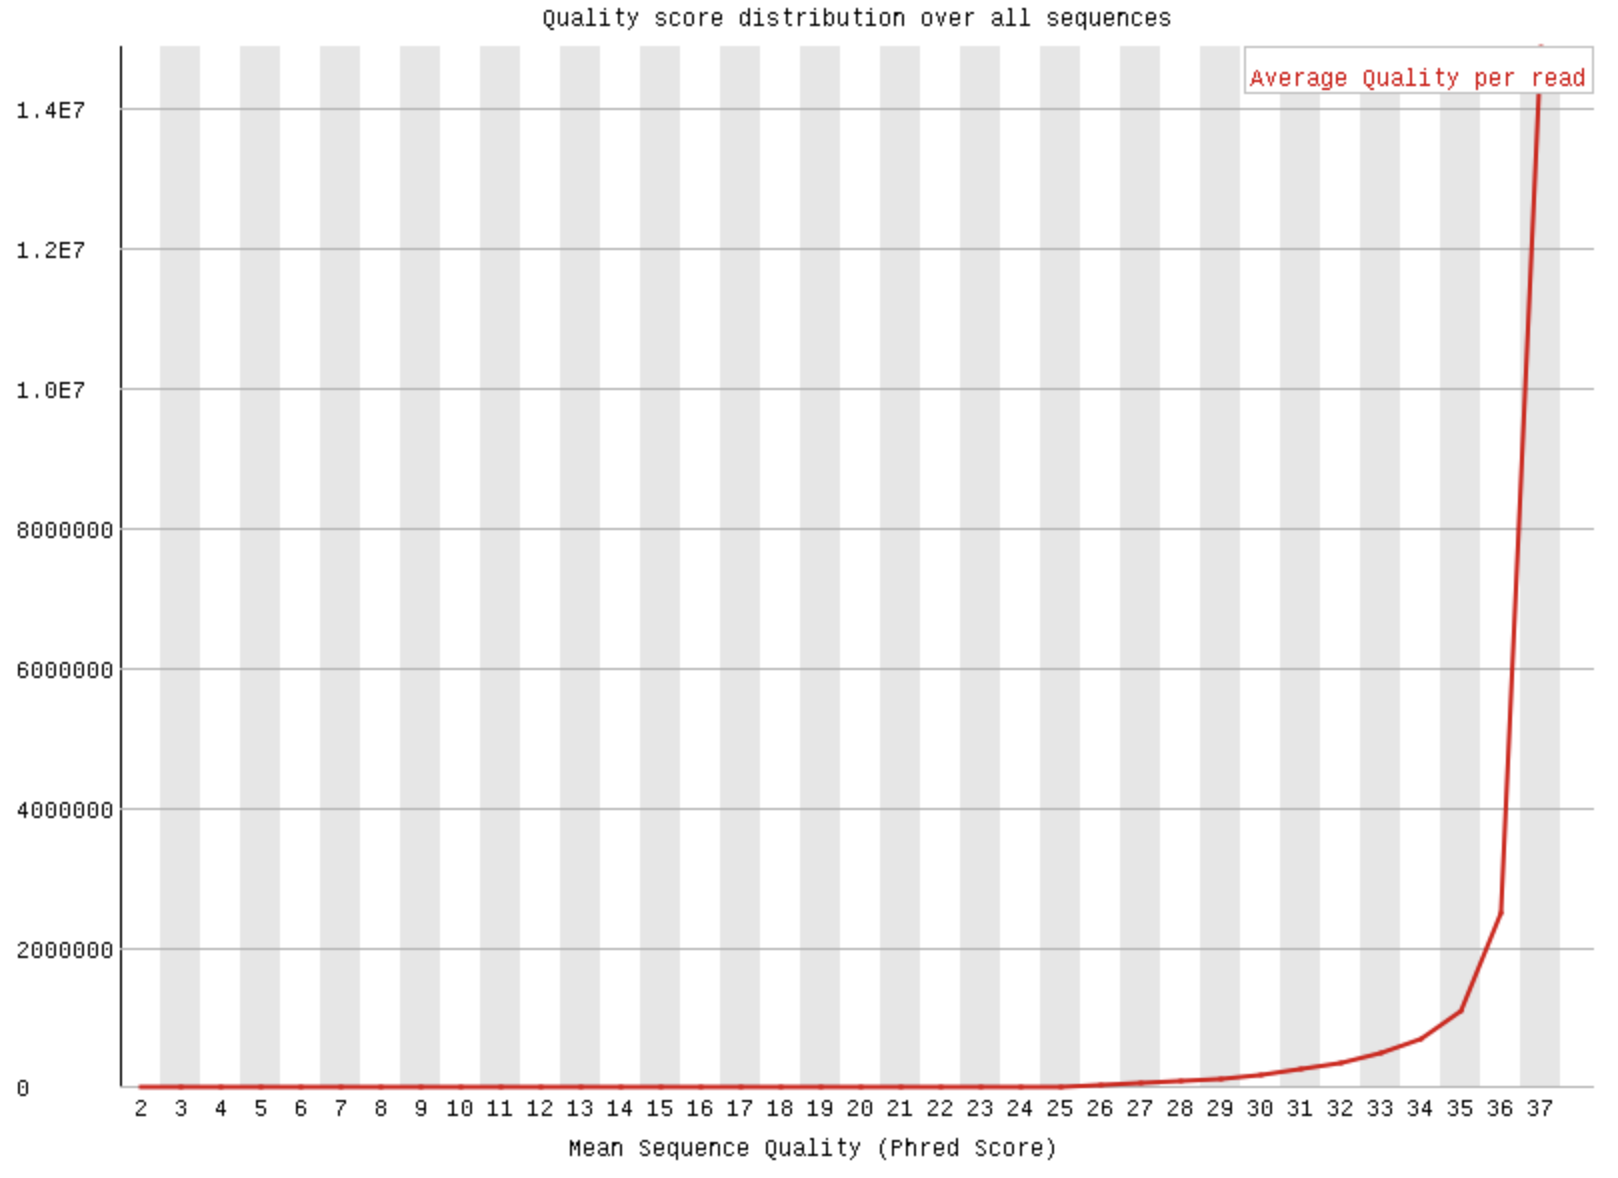 Quality score distribution over all sequences
Average Quality per read
1.4E7
1.2E7
1.0E7
8000000
6000000
4000000
2000000
0
2 3 4 5 6 7 8 9 10 11 12 13 14 15 16 17 18 19 20 21 22 23 24 25 26 27 28 29 30 31 32 33 34 35 36 37
Mean Sequence Quality (Phred Score)